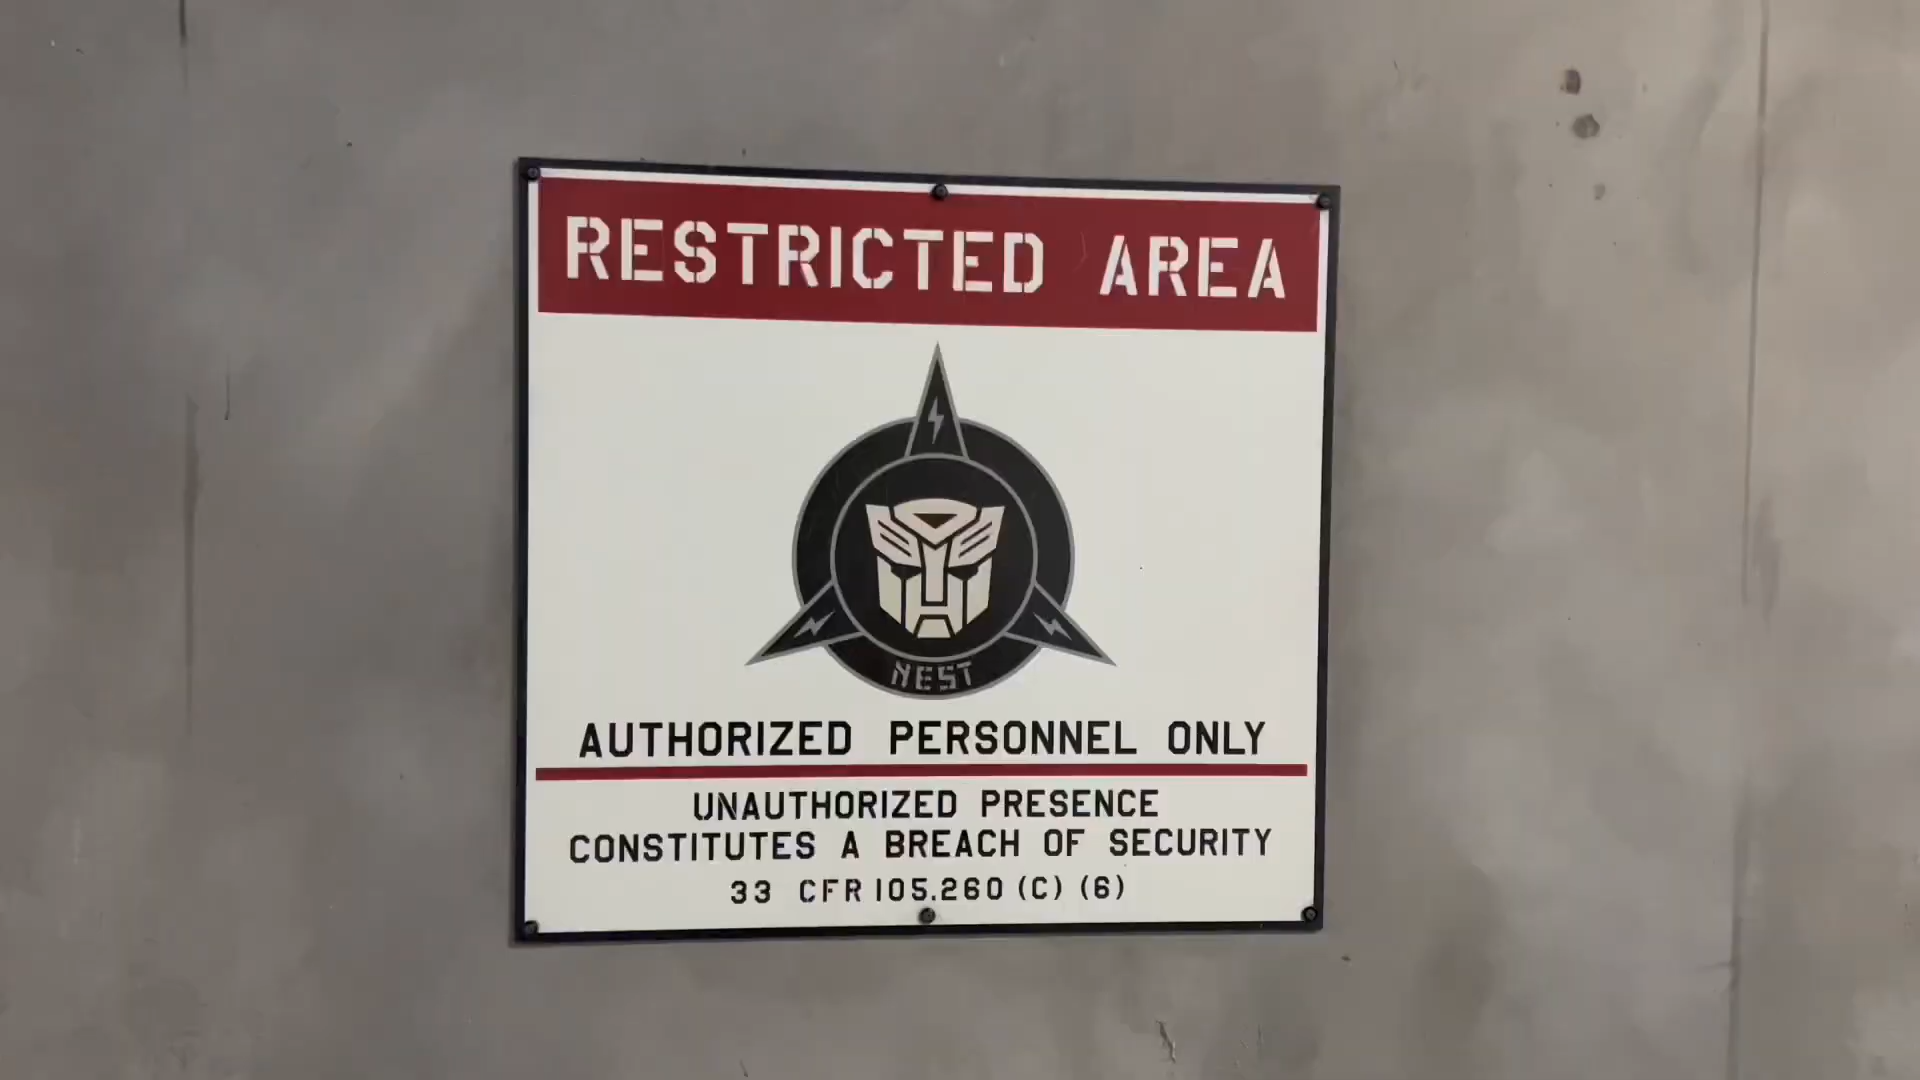 RESTRICTED AREA
NEST
AUTHORIZED PERSONNEL ONLY
UNAUTHORIZED PRESENCE
CONSTITUTES A BREACH OF SECURITY
33 CFR 105.260 (C) (6)